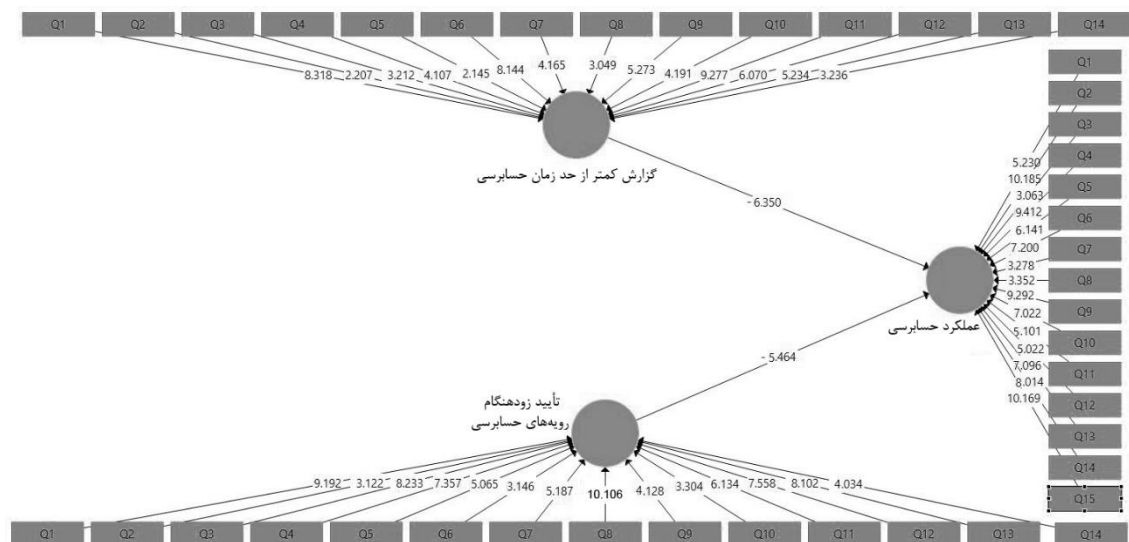 Q1 Q2 Q3 Q4 Q5 Q6 Q7 Q8 Q9 Q10 Q11 Q12 Q13 Q14
8.318 2.207 3.212 4.107 2.145 8.144 4.165 3.049 5.273 4.191 9.277 6.070 5.234 3.236
گزارش کمتر از حد زمان حسابرسی
- 6.350
Q1
Q2
Q3
Q4
Q5
Q6
Q7
Q8
Q9
Q10
Q11
Q12
Q13
Q14
Q15
5.230
10.185
3.063
9.412
6.141
7.200
3.278
3.352
9.292
7.022
5.101
5.022
7.096
8.014
10.169
عملکرد حسابرسی
- 5.464
تأیید زودهنگام
رویه‌های حسابرسی
9.192 3.122 8.233 7.357 5.065 3.146 5.187 10.106 4.128 3.304 6.134 7.558 8.102 4.034
Q1 Q2 Q3 Q4 Q5 Q6 Q7 Q8 Q9 Q10 Q11 Q12 Q13 Q14